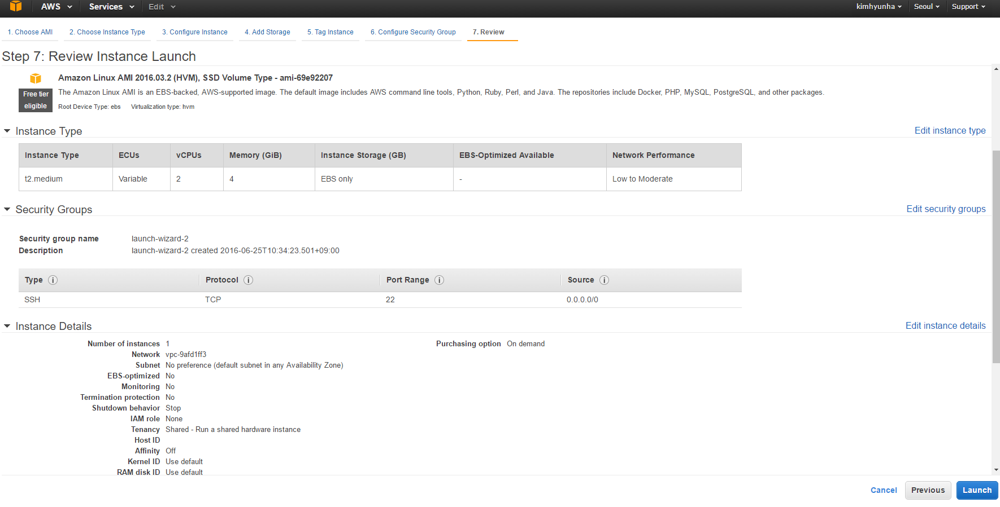 AWS Services Edit kimhyunha Seoul Support
1. Choose AMI 2. Choose Instance Type 3. Configure Instance 4. Add Storage 5. Tag Instance 6. Configure Security Group 7. Review
Step 7: Review Instance Launch
Amazon Linux AMI 2016.03.2 (HVM), SSD Volume Type - ami-69e92207
Free tier
eligible
The Amazon Linux AMI is an EBS-backed, AWS-supported image. The default image includes AWS command line tools, Python, Ruby, Perl, and Java. The repositories include Docker, PHP, MySQL, PostgreSQL, and other packages.
Root Device Type: ebs Virtualization type: hvm
Instance Type Edit instance type
Instance Type ECUs vCPUs Memory (GiB) Instance Storage (GB) EBS-Optimized Available Network Performance
t2.medium Variable 2 4 EBS only - Low to Moderate
Security Groups Edit security groups
Security group name launch-wizard-2
Description launch-wizard-2 created 2016-06-25T10:34:23.501+09:00
Type i Protocol i Port Range i Source i
SSH TCP 22 0.0.0.0/0
Instance Details Edit instance details
Number of instances 1 Purchasing option On demand
Network vpc-9afd1ff3
Subnet No preference (default subnet in any Availability Zone)
EBS-optimized No
Monitoring No
Termination protection No
Shutdown behavior Stop
IAM role None
Tenancy Shared - Run a shared hardware instance
Host ID
Affinity Off
Kernel ID Use default
RAM disk ID Use default
Cancel Previous Launch